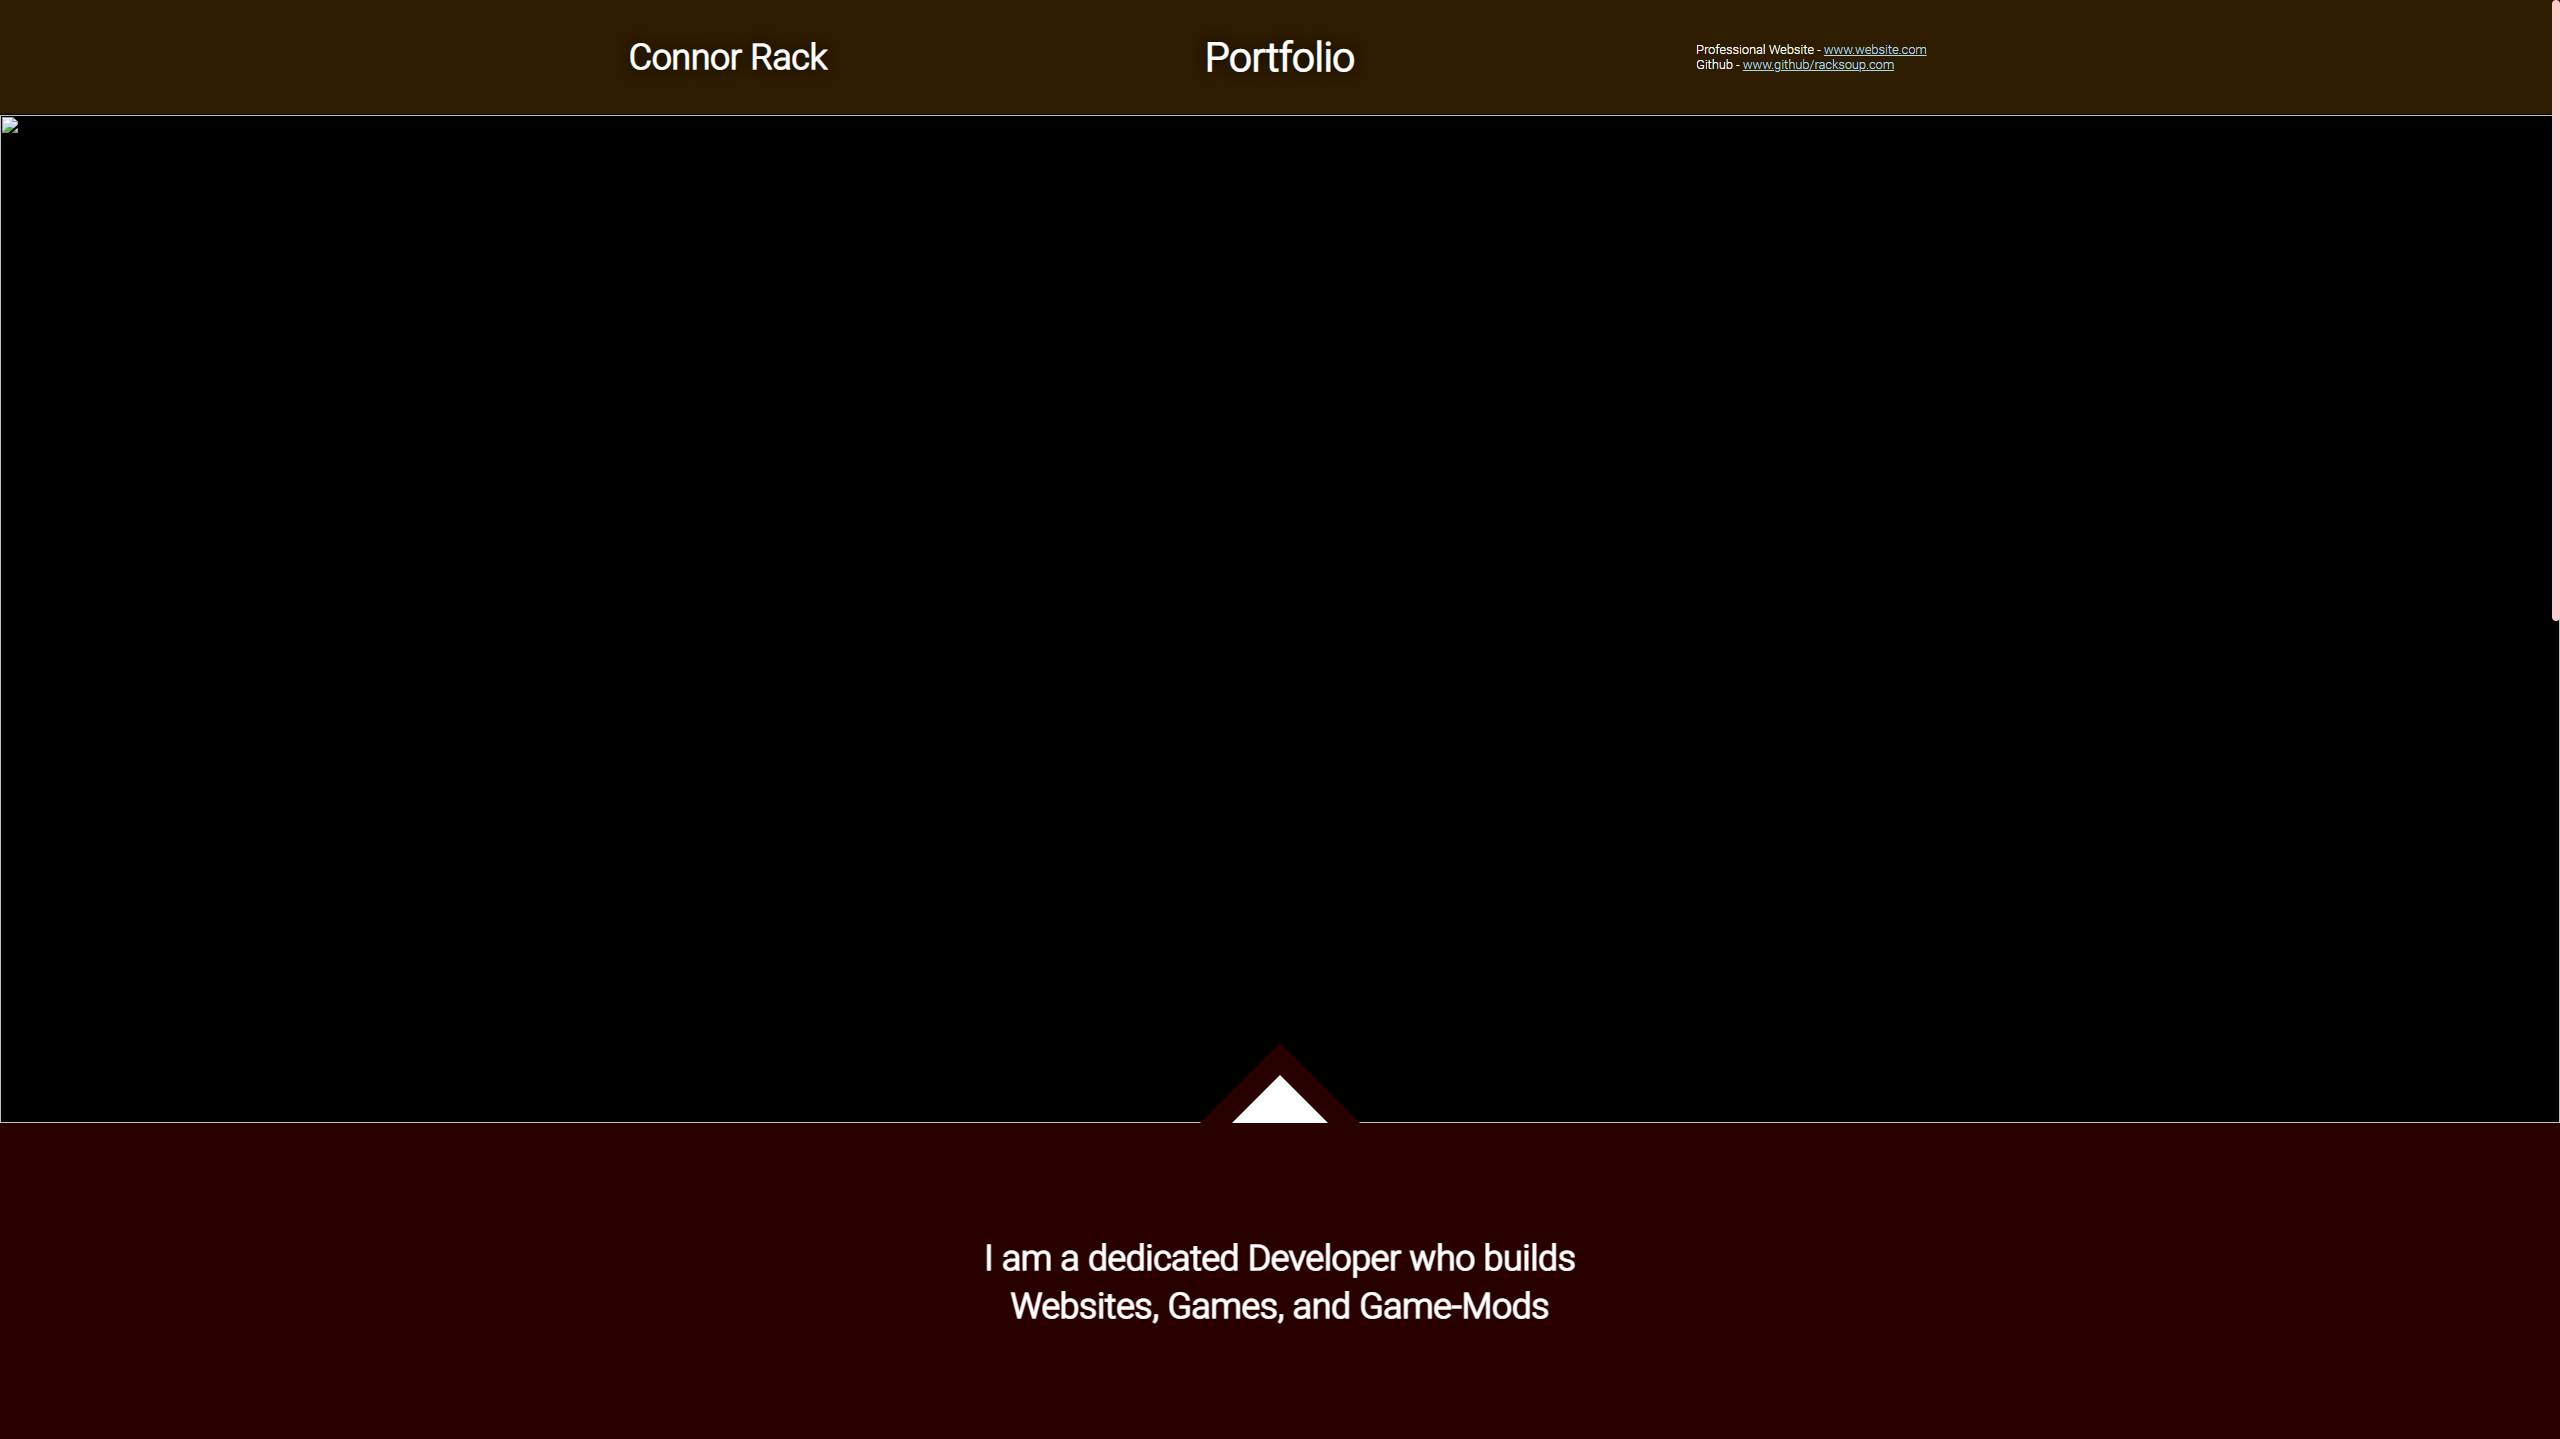 Connor Rack
Portfolio
Professional Website - www.website.com
Github - www.github/racksoup.com
I am a dedicated Developer who builds
Websites, Games, and Game-Mods